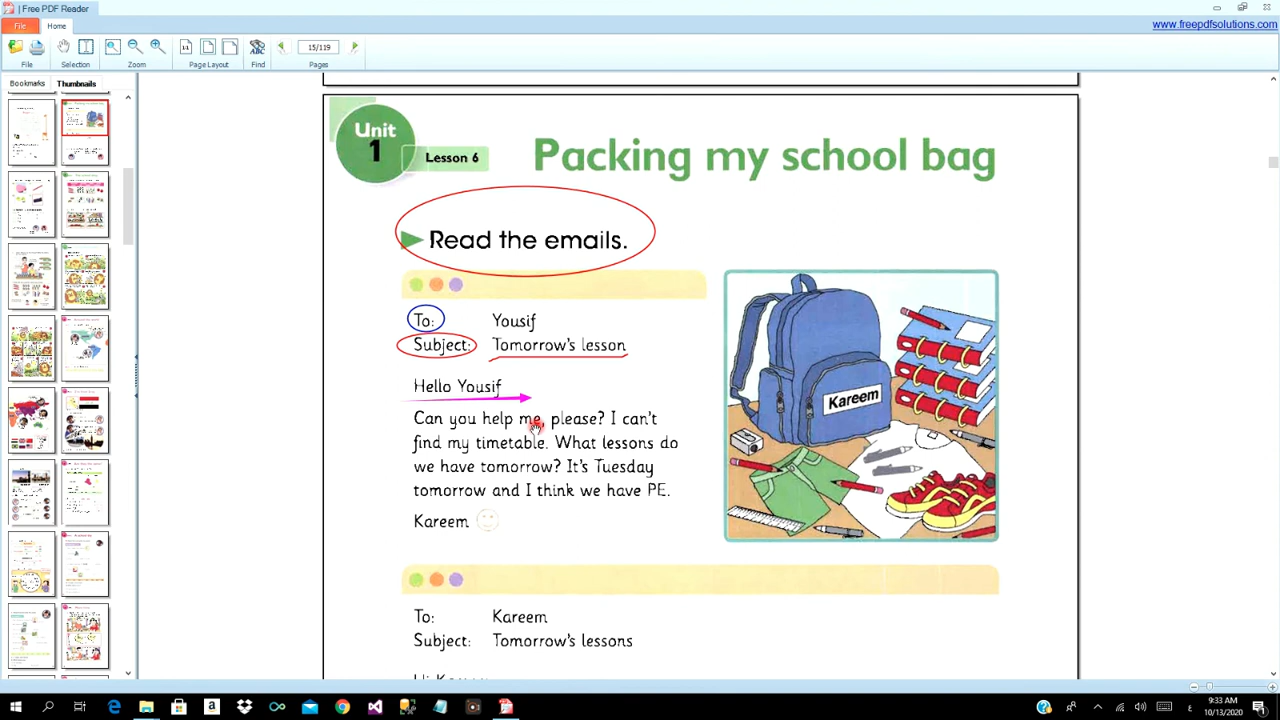 | Free PDF Reader
File
Home
www.freepdfsolutions.com
15/119
File
Selection
Zoom
Page Layout
Find
Pages
Bookmarks
Thumbnails
Unit
1
Lesson 6
Packing my school bag
Read the emails.
To: Yousif
Subject: Tomorrow's lesson
Hello Yousif
Can you help me, please? I can't
find my timetable. What lessons do
we have tomorrow? It's Tuesday
tomorrow and I think we have PE.
Kareem
Kareem
To: Kareem
Subject: Tomorrow's lessons
9:33 AM
10/13/2020